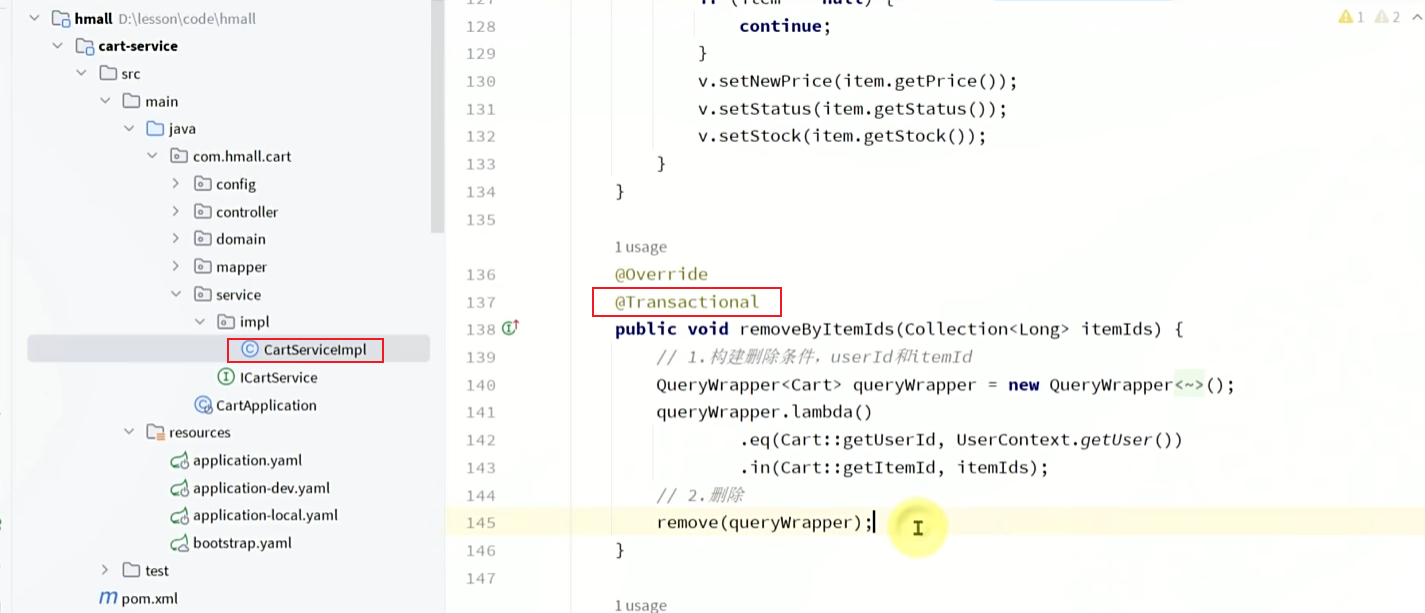 hmall D:\lesson\code\hmall
cart-service
src
main
java
com.hmall.cart
config
controller
domain
mapper
service
impl
CartServiceImpl
ICartService
CartApplication
resources
application.yaml
application-dev.yaml
application-local.yaml
bootstrap.yaml
test
pom.xml
1 2
128 continue;
129 }
130 v.setNewPrice(item.getPrice());
131 v.setStatus(item.getStatus());
132 v.setStock(item.getStock());
133 }
134 }
135
1 usage
136 @Override
137 @Transactional
138 public void removeByItemIds(Collection<Long> itemIds) {
139 // 1.构建删除条件，userId和itemId
140 QueryWrapper<Cart> queryWrapper = new QueryWrapper<~>();
141 queryWrapper.lambda()
142 .eq(Cart::getUserId, UserContext.getUser())
143 .in(Cart::getItemId, itemIds);
144 // 2.删除
145 remove(queryWrapper);
146 }
147
1 usage